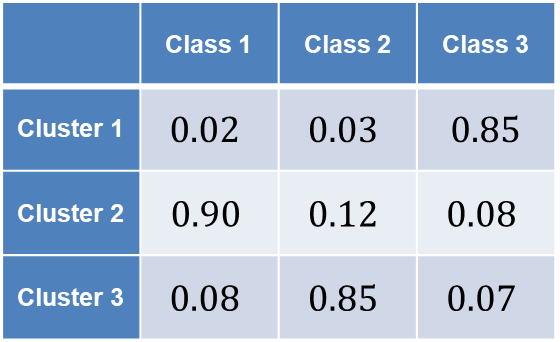 Class 1 Class 2 Class 3
Cluster 1 0.02 0.03 0.85
Cluster 2 0.90 0.12 0.08
Cluster 3 0.08 0.85 0.07